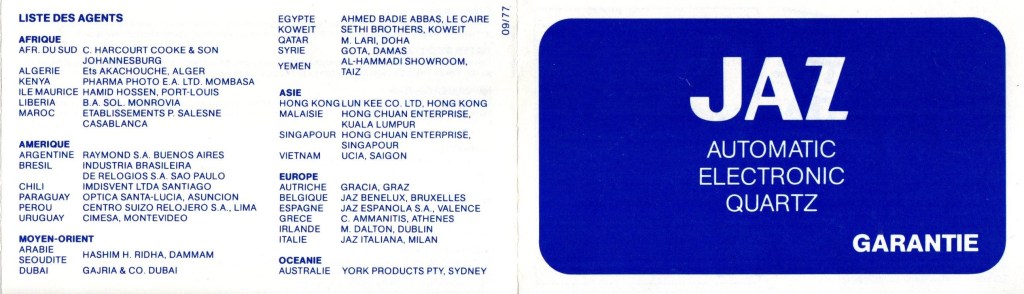 LISTE DES AGENTS
AFRIQUE
AFR. DU SUD C. HARCOURT COOKE & SON
JOHANNESBURG
ALGERIE Ets AKACHOUCHE, ALGER
KENYA PHARMA PHOTO E.A. LTD. MOMBASA
ILE MAURICE HAMID HOSSEN, PORT-LOUIS
LIBERIA B.A. SOL. MONROVIA
MAROC ETABLISSEMENTS P. SALESNE
CASABLANCA
AMERIQUE
ARGENTINE RAYMOND S.A. BUENOS AIRES
BRESIL INDUSTRIA BRASILEIRA
DE RELOGIOS S.A. SAO PAULO
CHILI IMDISVENT LTDA SANTIAGO
PARAGUAY OPTICA SANTA-LUCIA, ASUNCION
PEROU CENTRO SUIZO RELOJERO S.A., LIMA
URUGUAY CIMESA, MONTEVIDEO
MOYEN-ORIENT
ARABIE
SEOUDITE HASHIM H. RIDHA, DAMMAM
DUBAI GAJRIA & CO. DUBAI
EGYPTE AHMED BADIE ABBAS, LE CAIRE
KOWEIT SETHI BROTHERS, KOWEIT
QATAR M. LARI, DOHA
SYRIE GOTA, DAMAS
YEMEN AL-HAMMADI SHOWROOM,
TAIZ
ASIE
HONG KONG LUN KEE CO. LTD, HONG KONG
MALAISIE HONG CHUAN ENTERPRISE,
KUALA LUMPUR
SINGAPOUR HONG CHUAN ENTERPRISE,
SINGAPOUR
VIETNAM UCIA, SAIGON
EUROPE
AUTRICHE GRACIA, GRAZ
BELGIQUE JAZ BENELUX, BRUXELLES
ESPAGNE JAZ ESPANOLA S.A., VALENCE
GRECE C. AMMANITIS, ATHENES
IRLANDE M. DALTON, DUBLIN
ITALIE JAZ ITALIANA, MILAN
OCEANIE
AUSTRALIE YORK PRODUCTS PTY, SYDNEY
09/77
JAZ
AUTOMATIC
ELECTRONIC
QUARTZ
GARANTIE